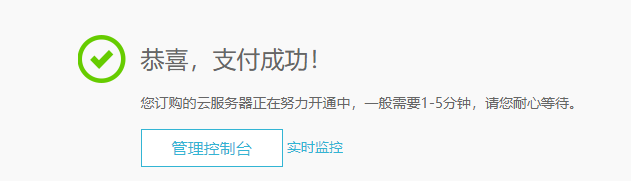 恭喜，支付成功！
您订购的云服务器正在努力开通中，一般需要1-5分钟，请您耐心等待。
管理控制台 实时监控